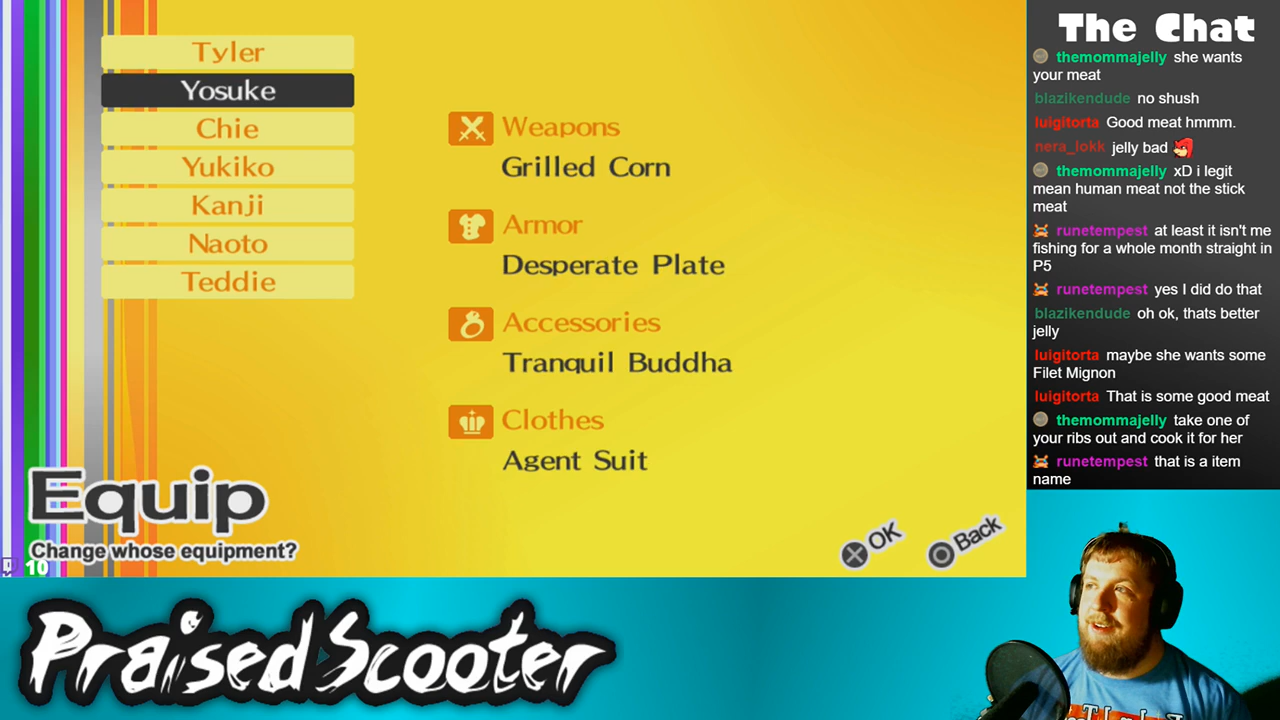 Tyler
Yosuke
Chie
Yukiko
Kanji
Naoto
Teddie
Weapons
Grilled Corn
Armor
Desperate Plate
Accessories
Tranquil Buddha
Clothes
Agent Suit
Equip
Change whose equipment?
OK
Back
10
The Chat
themommajelly she wants
your meat
blazikendude no shush
luigitorta Good meat hmmm.
nera_lokk jelly bad
themommajelly xD i legit
mean human meat not the stick
meat
runetempest at least it isn't me
fishing for a whole month straight in
P5
runetempest yes I did do that
blazikendude oh ok, thats better
jelly
luigitorta maybe she wants some
Filet Mignon
luigitorta That is some good meat
themommajelly take one of
your ribs out and cook it for her
runetempest that is a item
name
PraisedScooter